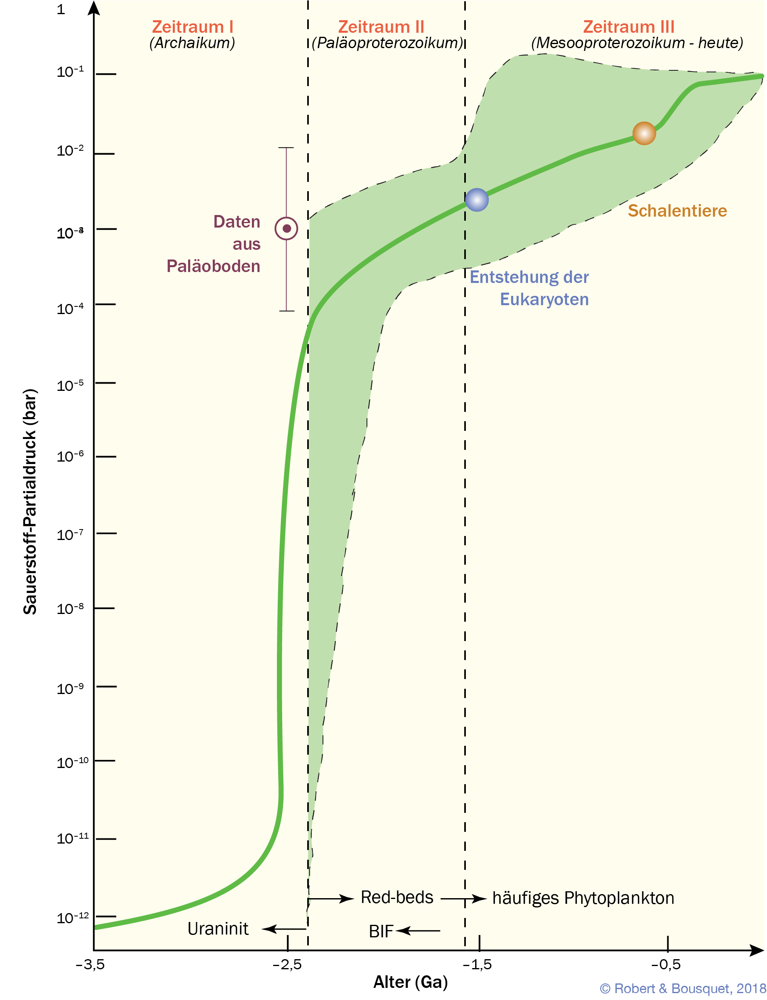 1
Zeitraum I
(Archaikum)
Zeitraum II
(Paläoproterozoikum)
Zeitraum III
(Mesooproterozoikum - heute)
10⁻¹
10⁻²
10⁻⁴
10⁻⁵
10⁻⁶
10⁻⁷
10⁻⁸
10⁻⁹
10⁻¹⁰
10⁻¹¹
10⁻¹²
Sauerstoff-Partialdruck (bar)
Daten
aus
Paläoboden
Schalentiere
Entstehung der
Eukaryoten
Red-beds
häufiges Phytoplankton
Uraninit
BIF
–3,5
–2,5
–1,5
–0,5
Alter (Ga)
© Robert & Bousquet, 2018